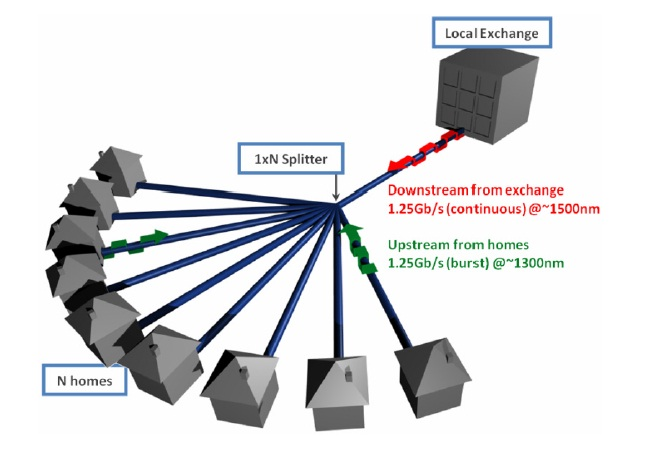 Local Exchange
1xN Splitter
Downstream from exchange
1.25Gb/s (continuous) @~1500nm
Upstream from homes
1.25Gb/s (burst) @~1300nm
N homes